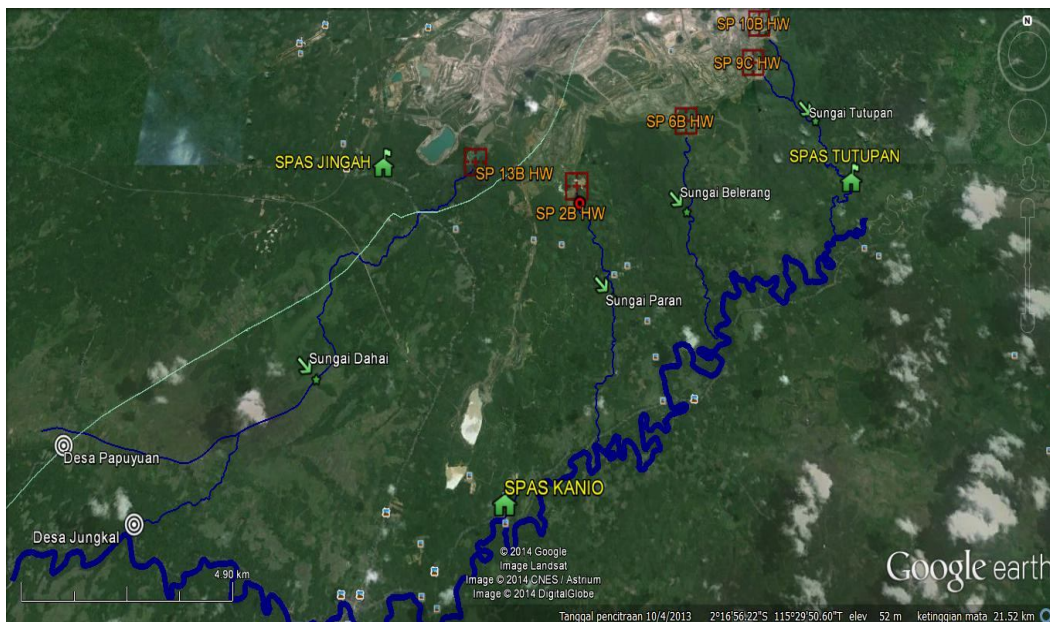 N
SP 10B HW
SP 9C HW
Sungai Tutupan
SP 6B HW
SPAS JINGAH
SPAS TUTUPAN
SP 13B HW
Sungai Belerang
SP 2B HW
Sungai Paran
Sungai Dahai
Desa Papuyuan
SPAS KANIO
Desa Jungkal
© 2014 Google
Image Landsat
Image © 2014 CNES / Astrium
Image © 2014 DigitalGlobe
4.90 km
Google earth
Tanggal pencitraan 10/4/2013 2°16'56.22"S 115°29'50.60"T elev 52 m ketinggian mata 21.52 km